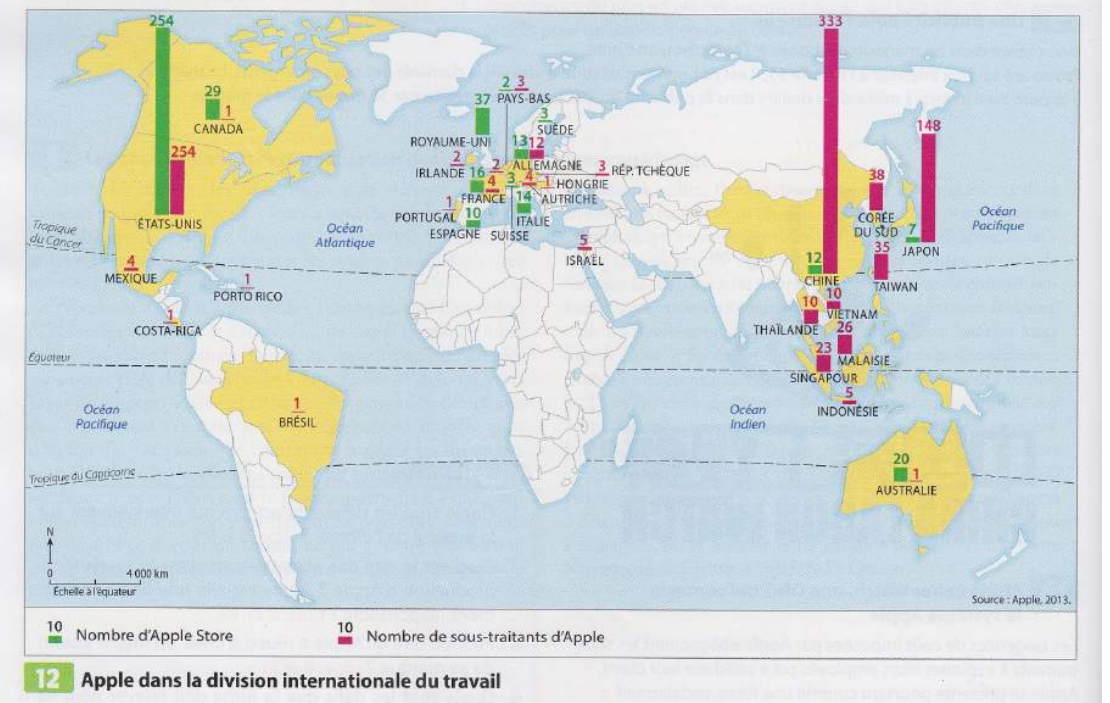 254
29
1
CANADA
254
ÉTATS-UNIS
4
MEXIQUE
1
PORTO RICO
1
COSTA-RICA
1
BRÉSIL
2 3
PAYS-BAS
37
ROYAUME-UNI
3
SUÈDE
13 12
ALLEMAGNE
2
IRLANDE
3 RÉP. TCHÈQUE
16 4
FRANCE
2
3
SUISSE
4
AUTRICHE
1
HONGRIE
1
PORTUGAL
10
ESPAGNE
14
ITALIE
5
ISRAËL
333
12
CHINE
38
CORÉE
DU SUD
148
7
JAPON
35
TAIWAN
10
THAÏLANDE
10
VIETNAM
26
MALAISIE
23
SINGAPOUR
5
INDONÉSIE
20 1
AUSTRALIE
Tropique
du Cancer
Équateur
Tropique du Capricorne
Océan
Atlantique
Océan
Pacifique
Océan
Pacifique
Océan
Indien
N
0 4 000 km
Échelle à l'équateur
Source : Apple, 2013.
10 Nombre d'Apple Store
10 Nombre de sous-traitants d'Apple
12 Apple dans la division internationale du travail